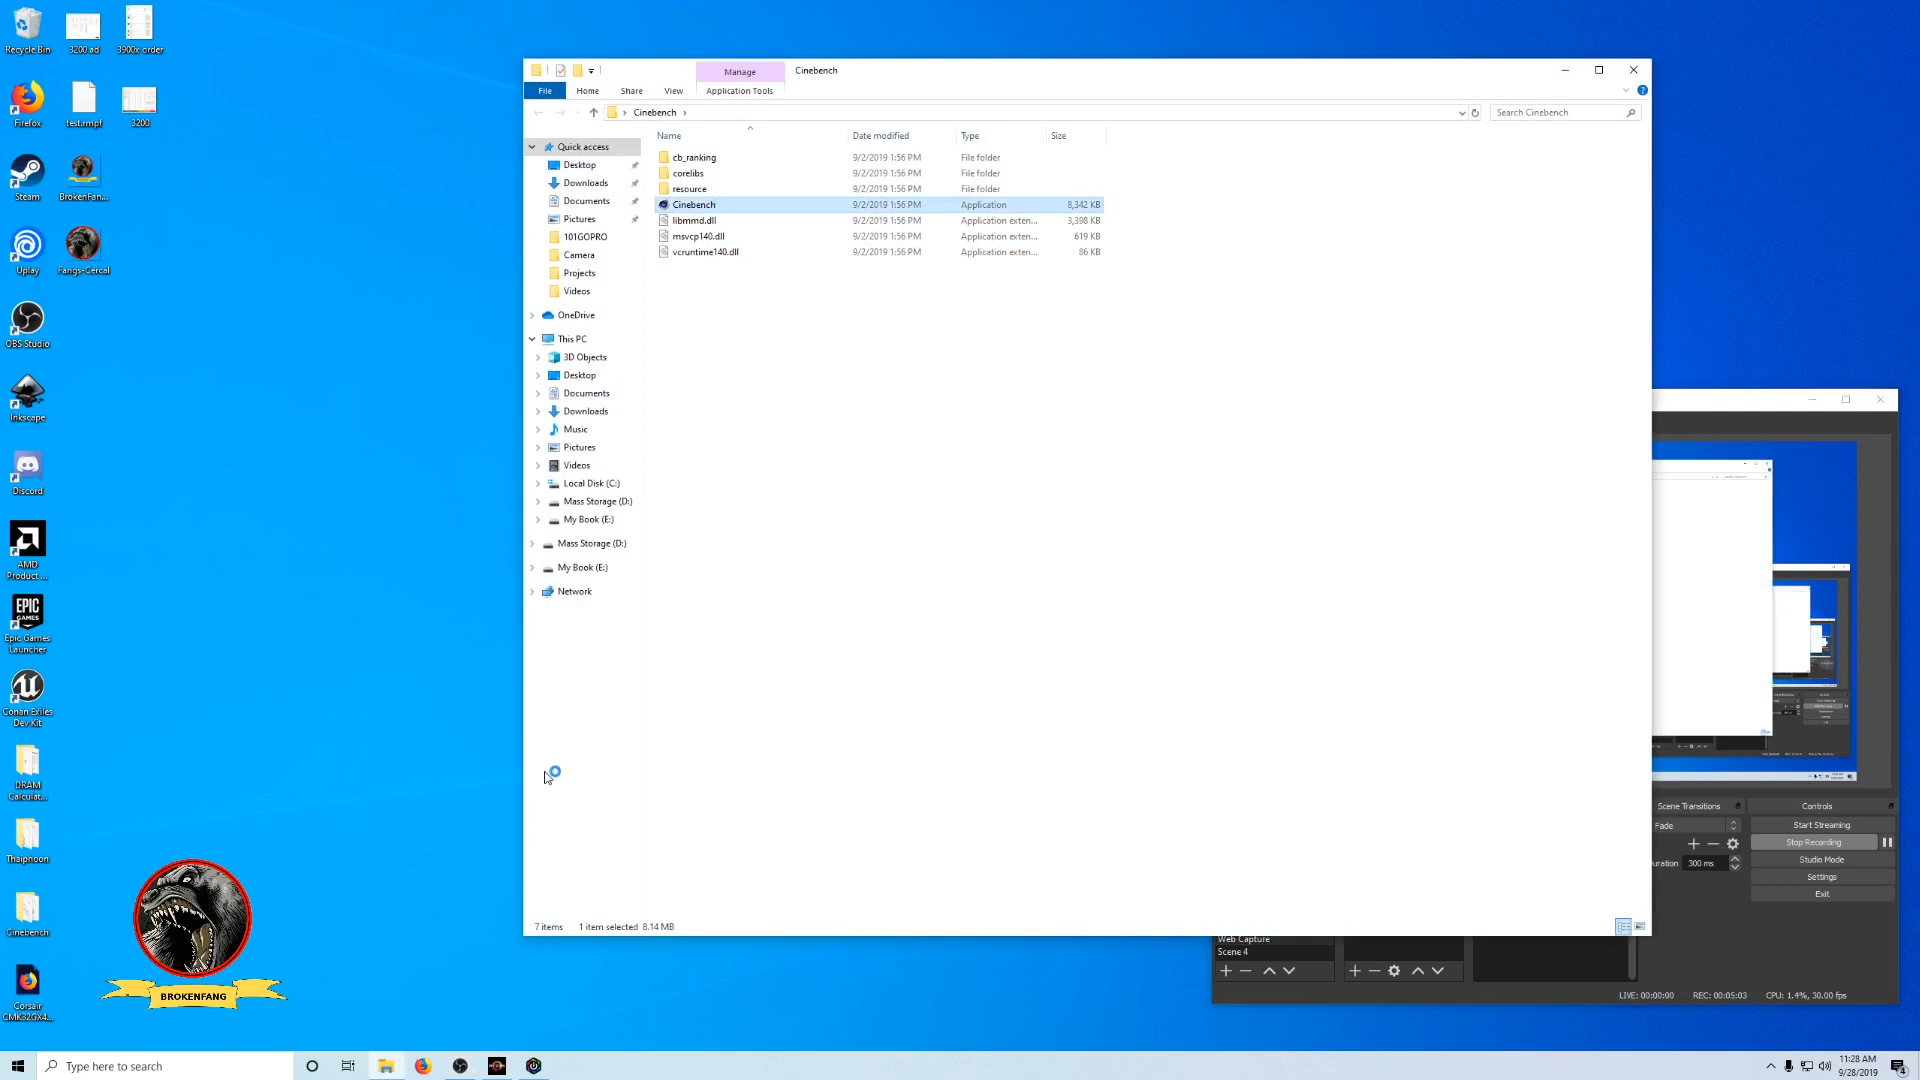 Recycle Bin
3200 ad
3900x order
Firefox
test.rmpf
3200
Steam
BrokenFan...
Uplay
Fangs-Cercal
OBS Studio
Inkscape
Discord
AMD
Product ...
EPIC
GAMES
Epic Games
Launcher
Conan Exiles
Dev Kit
DRAM
Calculat...
Thaiphoon
Cinebench
Corsair
CMK32GX4...
BROKENFANG
Manage
Cinebench
File
Home
Share
View
Application Tools
Cinebench
Search Cinebench
Name
Date modified
Type
Size
cb_ranking 9/2/2019 1:56 PM File folder
corelibs 9/2/2019 1:56 PM File folder
resource 9/2/2019 1:56 PM File folder
Cinebench 9/2/2019 1:56 PM Application 8,342 KB
libmmd.dll 9/2/2019 1:56 PM Application exten... 3,398 KB
msvcp140.dll 9/2/2019 1:56 PM Application exten... 619 KB
vcruntime140.dll 9/2/2019 1:56 PM Application exten... 86 KB
Quick access
Desktop
Downloads
Documents
Pictures
101GOPRO
Camera
Projects
Videos
OneDrive
This PC
3D Objects
Desktop
Documents
Downloads
Music
Pictures
Videos
Local Disk (C:)
Mass Storage (D:)
My Book (E:)
Mass Storage (D:)
My Book (E:)
Network
7 items
1 item selected 8.14 MB
Scene Transitions
Controls
Fade
Start Streaming
Stop Recording
uration 300 ms
Studio Mode
Settings
Exit
Web Capture
Scene 4
LIVE: 00:00:00
REC: 00:05:03
CPU: 1.4%, 30.00 fps
Type here to search
11:28 AM
9/28/2019
4